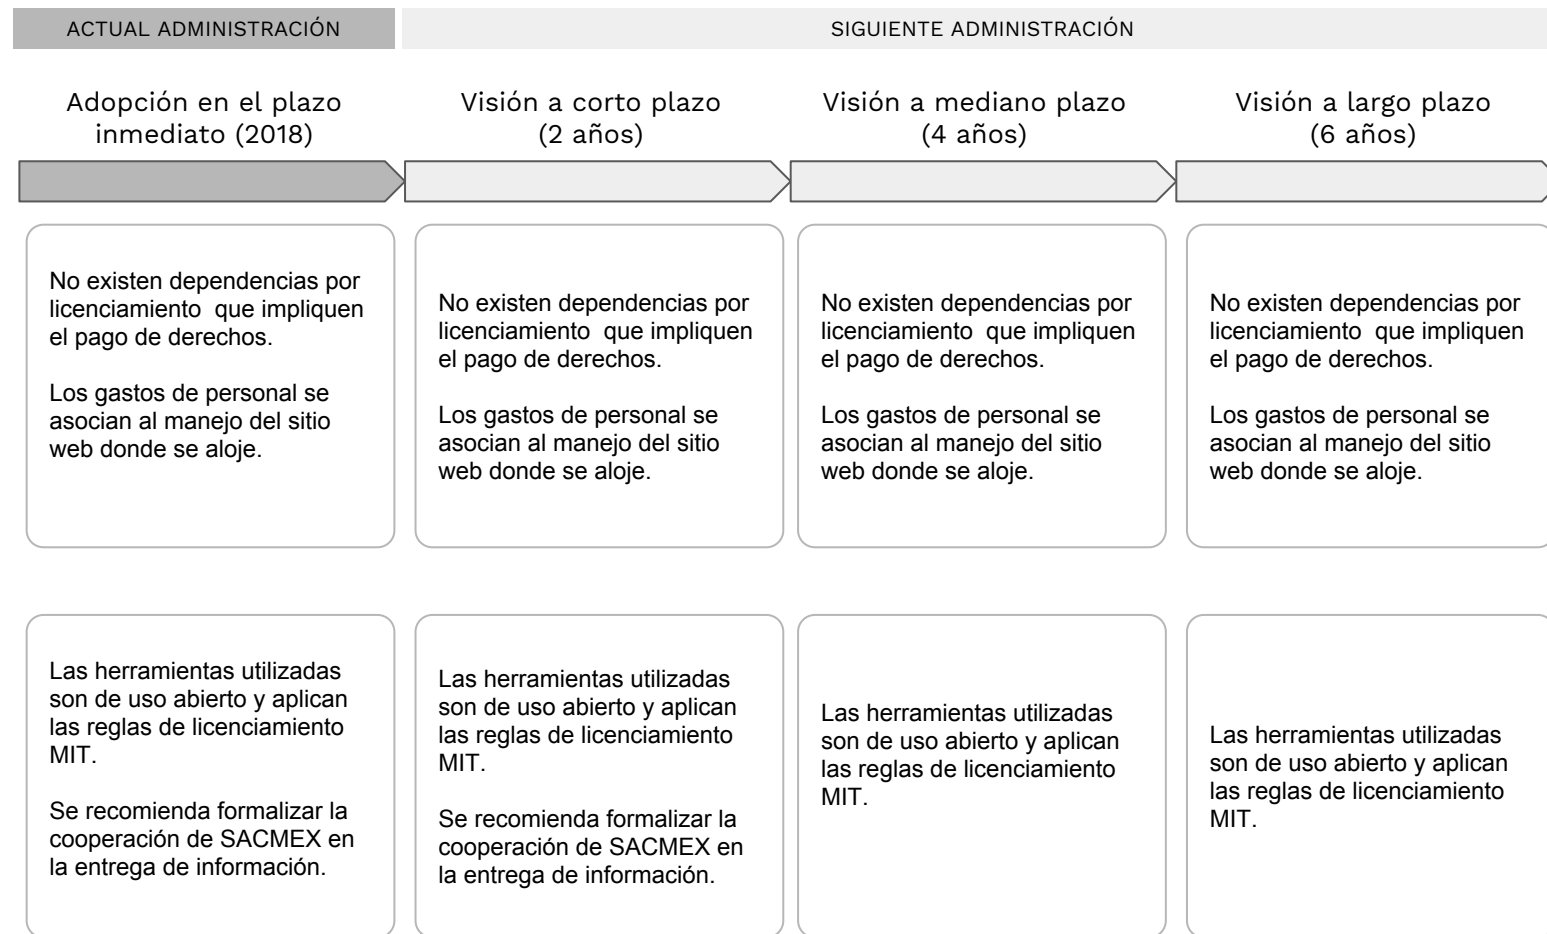 ACTUAL ADMINISTRACIÓN
SIGUIENTE ADMINISTRACIÓN
Adopción en el plazo
inmediato (2018)
Visión a corto plazo
(2 años)
Visión a mediano plazo
(4 años)
Visión a largo plazo
(6 años)
No existen dependencias por
licenciamiento que impliquen
el pago de derechos.
Los gastos de personal se
asocian al manejo del sitio
web donde se aloje.
No existen dependencias por
licenciamiento que impliquen
el pago de derechos.
Los gastos de personal se
asocian al manejo del sitio
web donde se aloje.
No existen dependencias por
licenciamiento que impliquen
el pago de derechos.
Los gastos de personal se
asocian al manejo del sitio
web donde se aloje.
No existen dependencias por
licenciamiento que impliquen
el pago de derechos.
Los gastos de personal se
asocian al manejo del sitio
web donde se aloje.
Las herramientas utilizadas
son de uso abierto y aplican
las reglas de licenciamiento
MIT.
Se recomienda formalizar la
cooperación de SACMEX en
la entrega de información.
Las herramientas utilizadas
son de uso abierto y aplican
las reglas de licenciamiento
MIT.
Se recomienda formalizar la
cooperación de SACMEX en
la entrega de información.
Las herramientas utilizadas
son de uso abierto y aplican
las reglas de licenciamiento
MIT.
Las herramientas utilizadas
son de uso abierto y aplican
las reglas de licenciamiento
MIT.